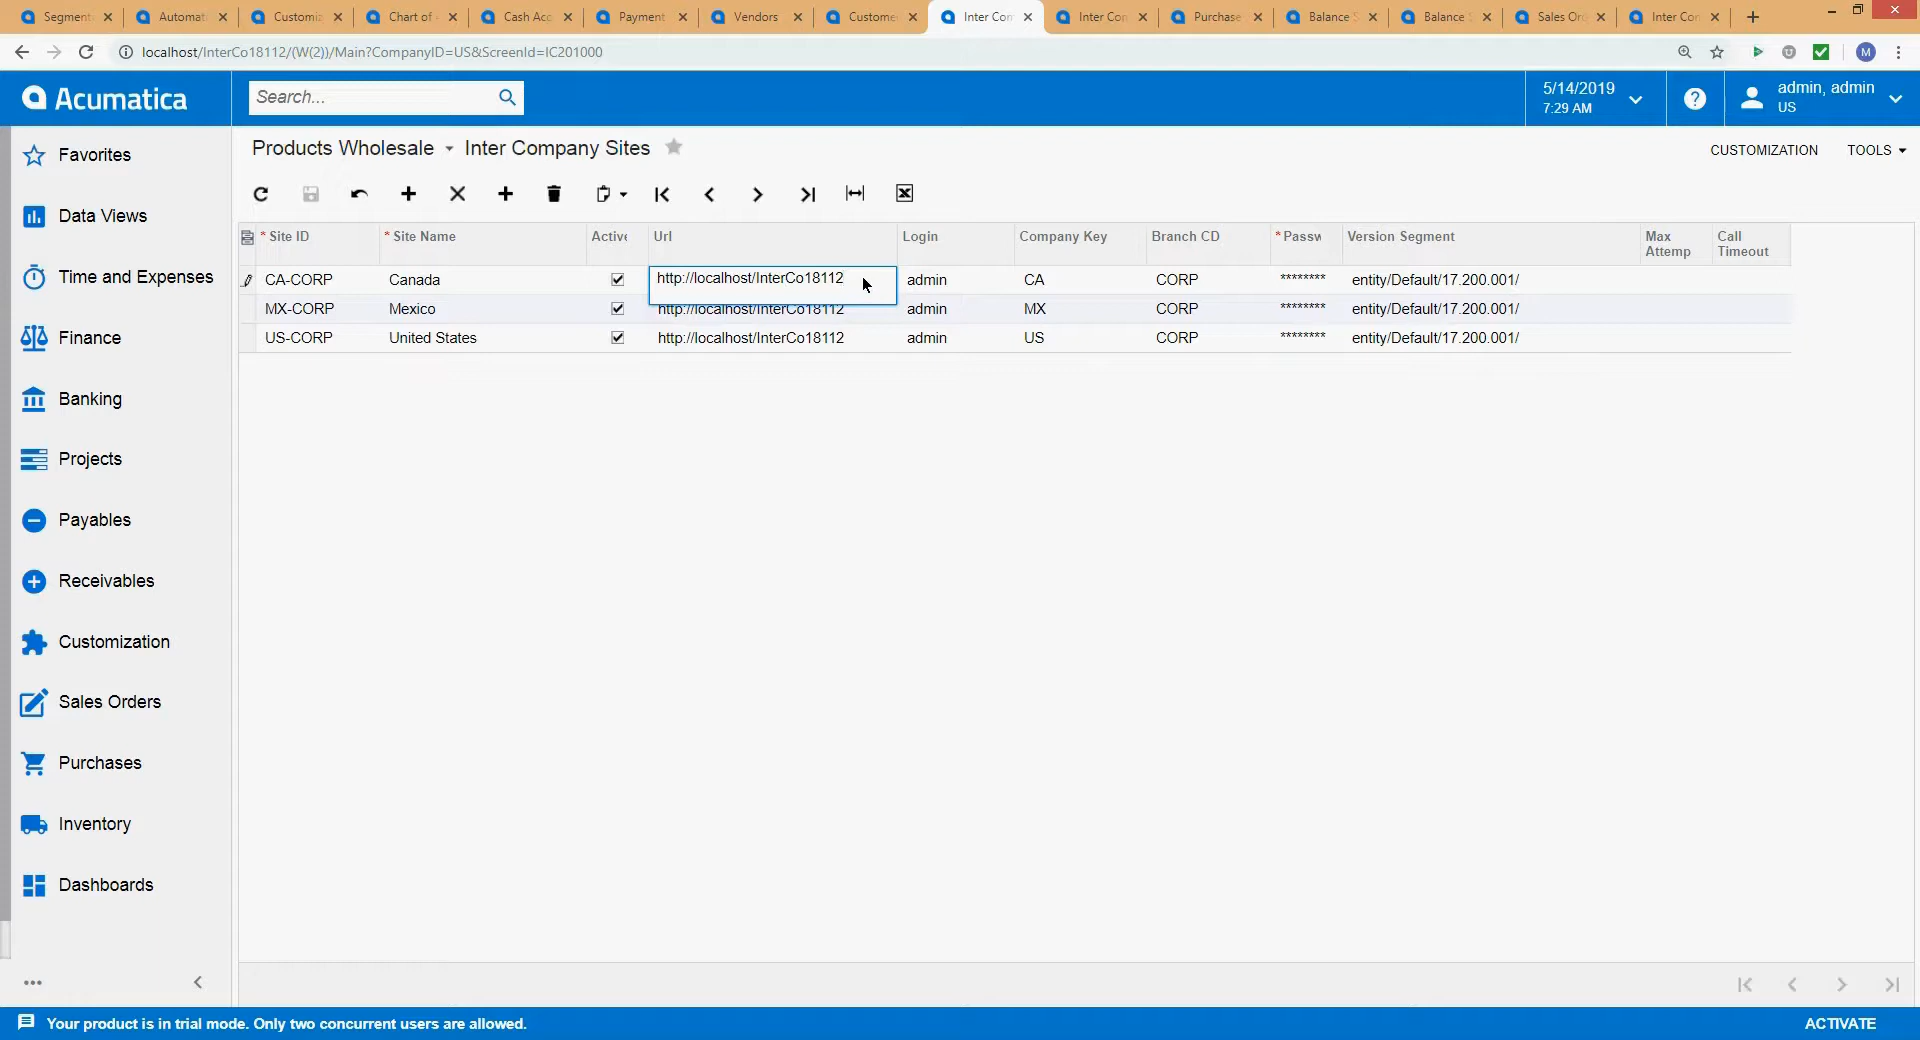 Segment
Automat
Customiz
Chart of
Cash Acc
Payment
Vendors
Custome
Inter Com
Inter Com
Purchase
Balance S
Balance
Sales Ord
Inter Com
localhost/InterCo18112/(W(2))/Main?CompanyID=US&ScreenId=IC201000
M
Acumatica
Search...
5/14/2019
7:29 AM
?
admin, admin
US
Favorites
Data Views
Time and Expenses
Finance
Banking
Projects
Payables
Receivables
Customization
Sales Orders
Purchases
Inventory
Dashboards
Products Wholesale Inter Company Sites
CUSTOMIZATION TOOLS
* Site ID * Site Name Active Url Login Company Key Branch CD * Passw Version Segment Max Attemp Call Timeout
CA-CORP Canada http://localhost/InterCo18112 admin CA CORP ******** entity/Default/17.200.001/
MX-CORP Mexico http://localhost/InterCo18112 admin MX CORP ******** entity/Default/17.200.001/
US-CORP United States http://localhost/InterCo18112 admin US CORP ******** entity/Default/17.200.001/
Your product is in trial mode. Only two concurrent users are allowed.
ACTIVATE